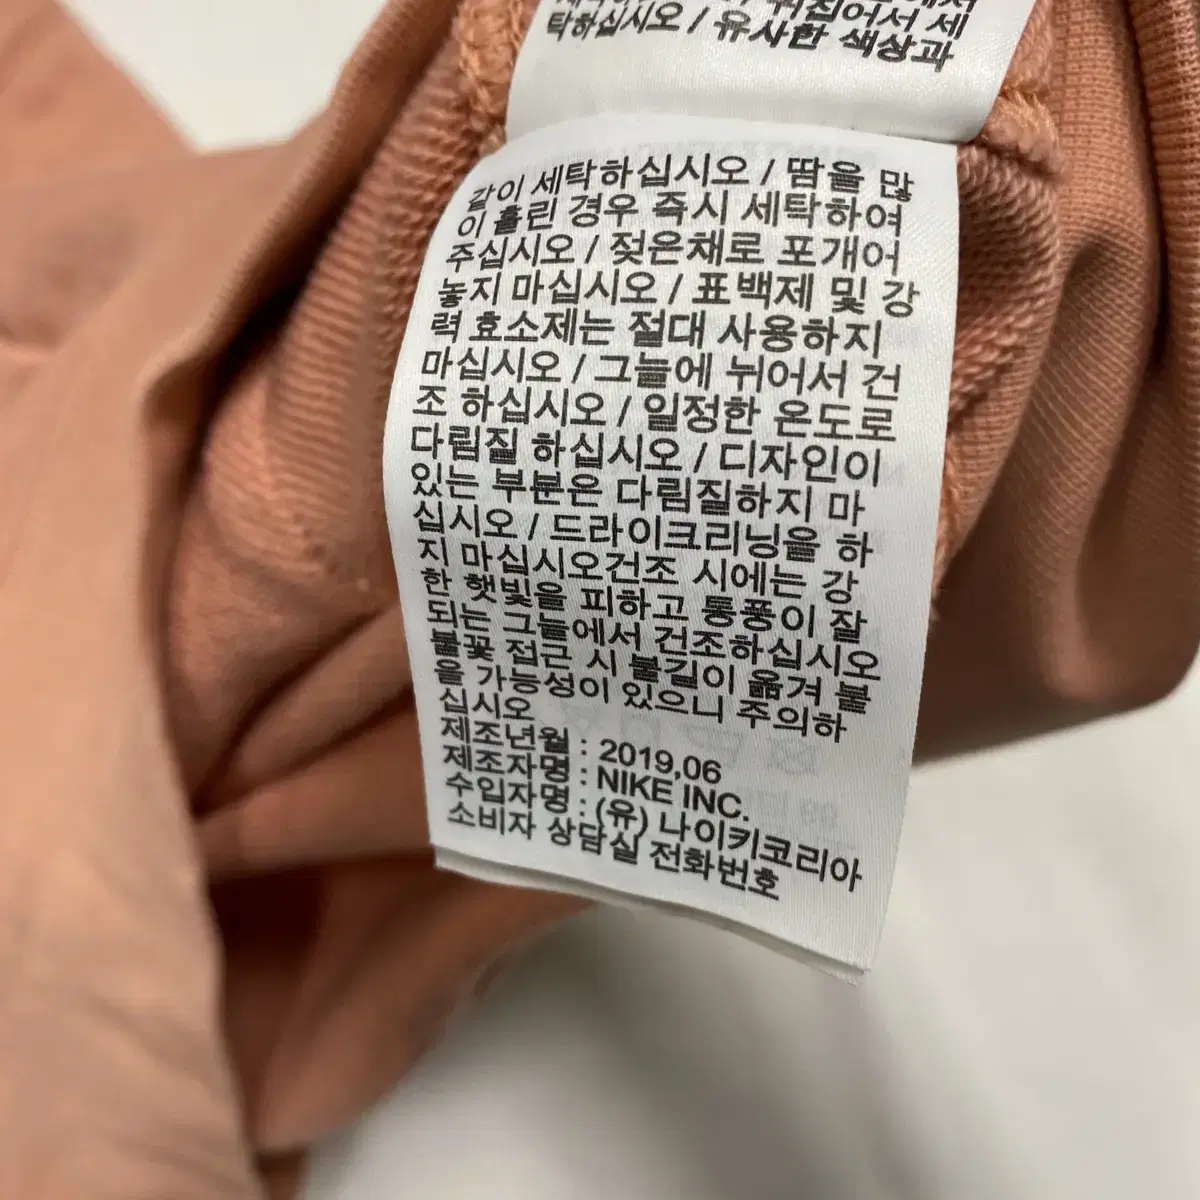 뒤집어서 세
탁하십시오 / 유사한 색상과
같이 세탁하십시오 / 땀을 많
이 흘린 경우 즉시 세탁하여
주십시오 / 젖은채로 포개어
놓지 마십시오 / 표백제 및 강
력 효소제는 절대 사용하지
마십시오 / 그늘에 뉘어서 건
조 하십시오 / 일정한 온도로
다림질 하십시오 / 디자인이
있는 부분은 다림질하지 마
십시오 / 드라이크리닝을 하
지 마십시오건조 시에는 강
한 햇빛을 피하고 통풍이 잘
되는 그늘에서 건조하십시오
불꽃 접근 시 불길이 옮겨 붙
을 가능성이 있으니 주의하
십시오
제조년월 : 2019,06
제조자명 : NIKE INC.
수입자명 : (유) 나이키코리아
소비자 상담실 전화번호